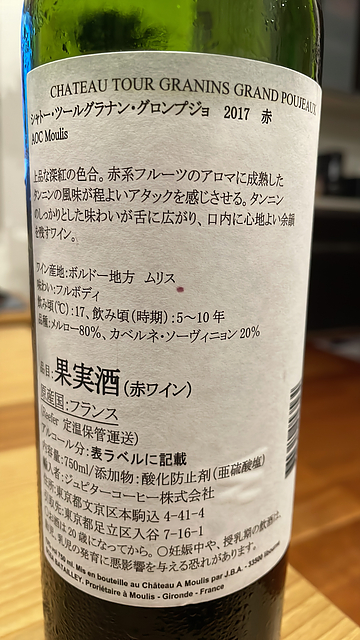 CHATEAU TOUR GRANINS GRAND POUJEAUX
シャトー・ツールグラナン・グロンプジョ 2017 赤
AOC Moulis
上品な深紅の色合。赤系フルーツのアロマに成熟した
タンニンの風味が程よいアタックを感じさせる。タンニン
のしっかりとした味わいが舌に広がり、口内に心地よい余韻
を残すワイン。
ワイン産地:ボルドー地方 ムリス
味わい:フルボディ
飲み頃(℃):17、飲み頃(時期):5〜10年
品種:メルロー80%、カベルネ・ソーヴィニョン20%
品目:果実酒(赤ワイン)
原産国:フランス
(Reefer 定温保管運送)
アルコール分:表ラベルに記載
内容量:750ml/添加物:酸化防止剤(亜硫酸塩)
輸入者:ジュピターコーヒー株式会社
住所:東京都文京区本駒込4-41-4
引取先:東京都足立区入谷7-16-1
お酒は20歳になってから。○妊娠中や、授乳期の飲酒は、
胎児、乳児の発育に悪影響を与える恐れがあります。
750 ml. Mis en bouteille au Château A Moulis par J.B.A. - 33500
BATAILLEY. Propriétaire à Moulis - Gironde - France